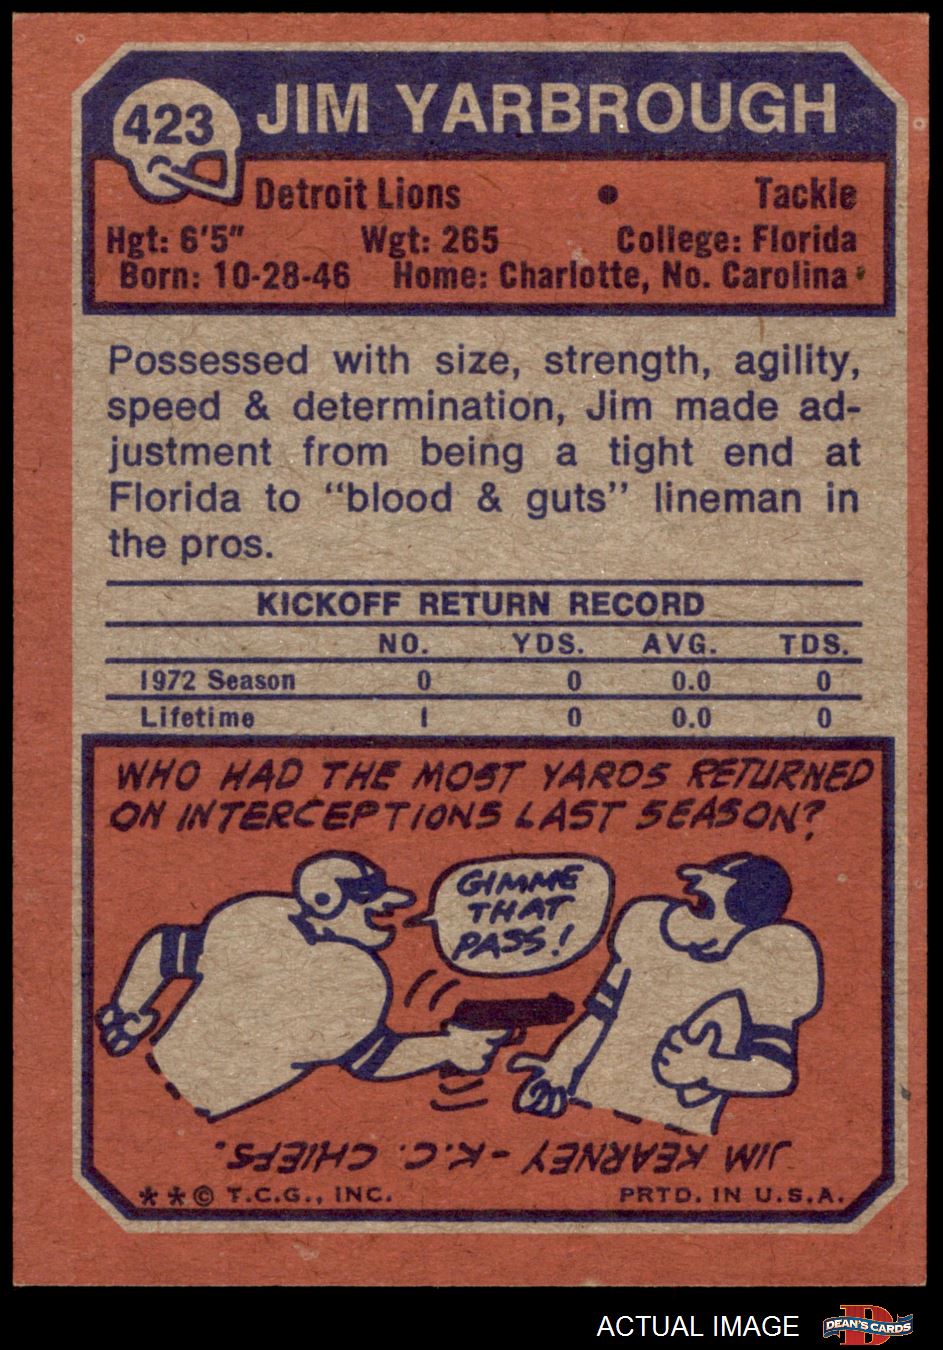 423 JIM YARBROUGH
Detroit Lions • Tackle
Hgt: 6'5" Wgt: 265 College: Florida
Born: 10-28-46 Home: Charlotte, No. Carolina
Possessed with size, strength, agility,
speed & determination, Jim made ad-
justment from being a tight end at
Florida to "blood & guts" lineman in
the pros.
KICKOFF RETURN RECORD
NO. YDS. AVG. TDS.
1972 Season 0 0 0.0 0
Lifetime 1 0 0.0 0
WHO HAD THE MOST YARDS RETURNED
ON INTERCEPTIONS LAST SEASON?
GIMME
THAT
PASS!
JIM KEARNEY - K.C. CHIEFS.
* * © T.C.G., INC. PRTD. IN U.S.A.
ACTUAL IMAGE DEAN'S CARDS